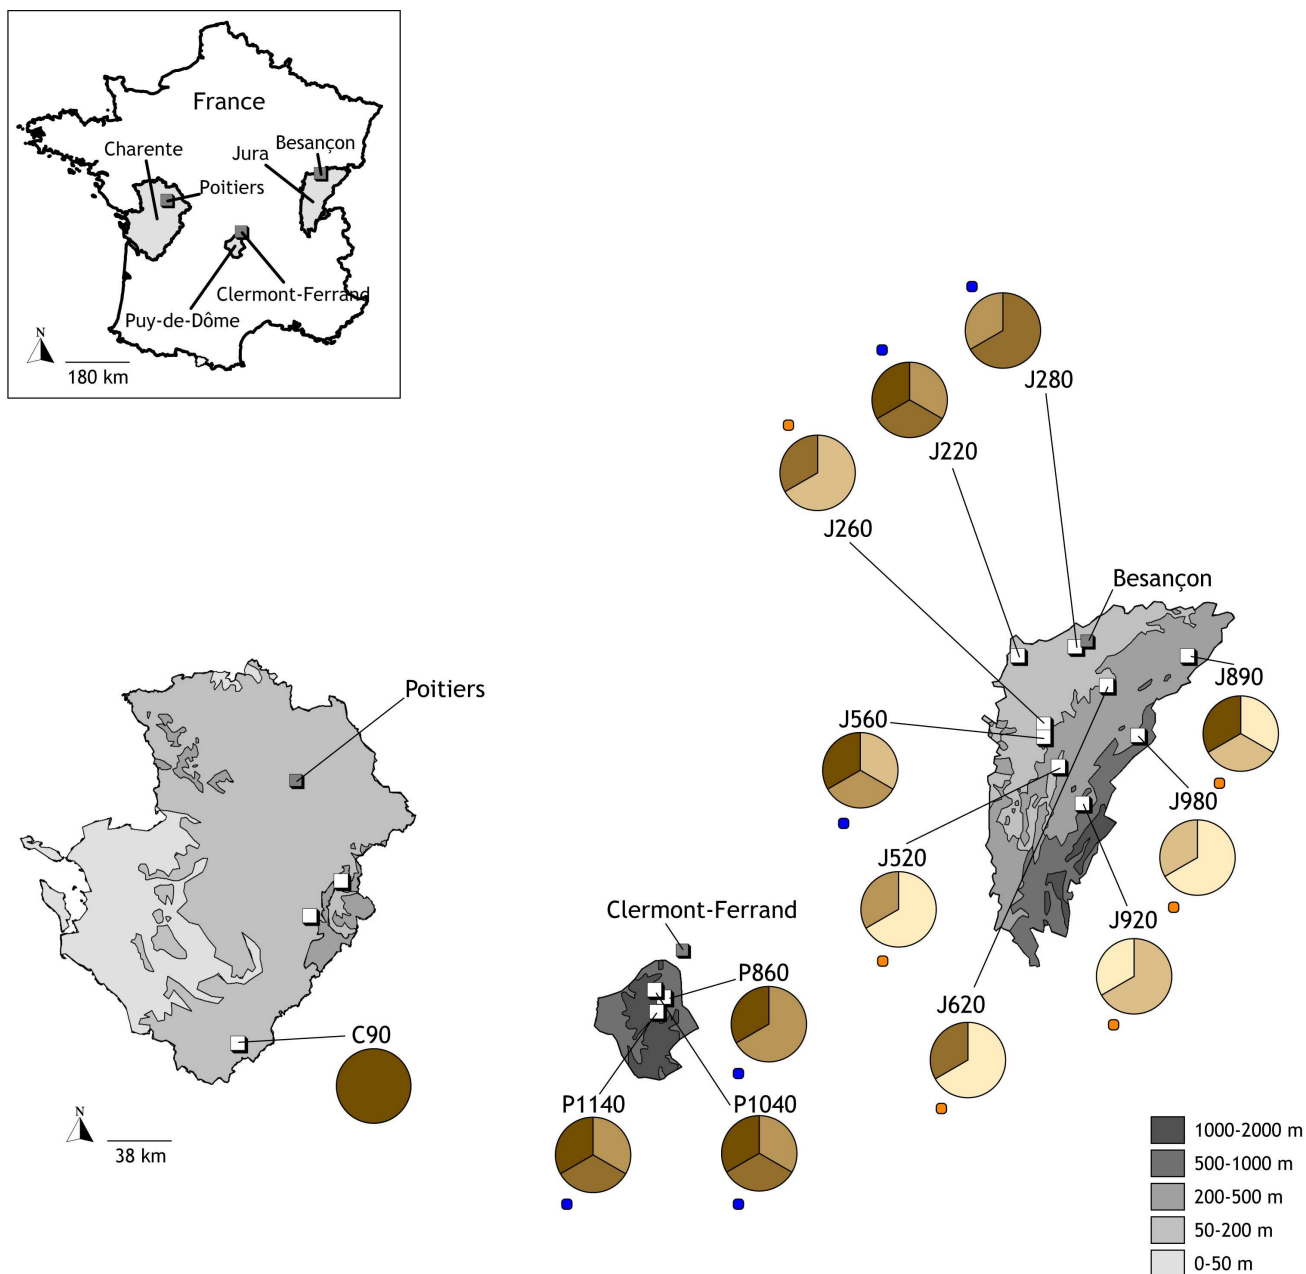 France
Charente
Jura
Besançon
Poitiers
Clermont-Ferrand
Puy-de-Dôme
N
180 km
J280
J220
J260
Besançon
Poitiers
J890
J560
J980
J520
J920
Clermont-Ferrand
P860
J620
C90
P1140
P1040
N
38 km
1000-2000 m
500-1000 m
200-500 m
50-200 m
0-50 m